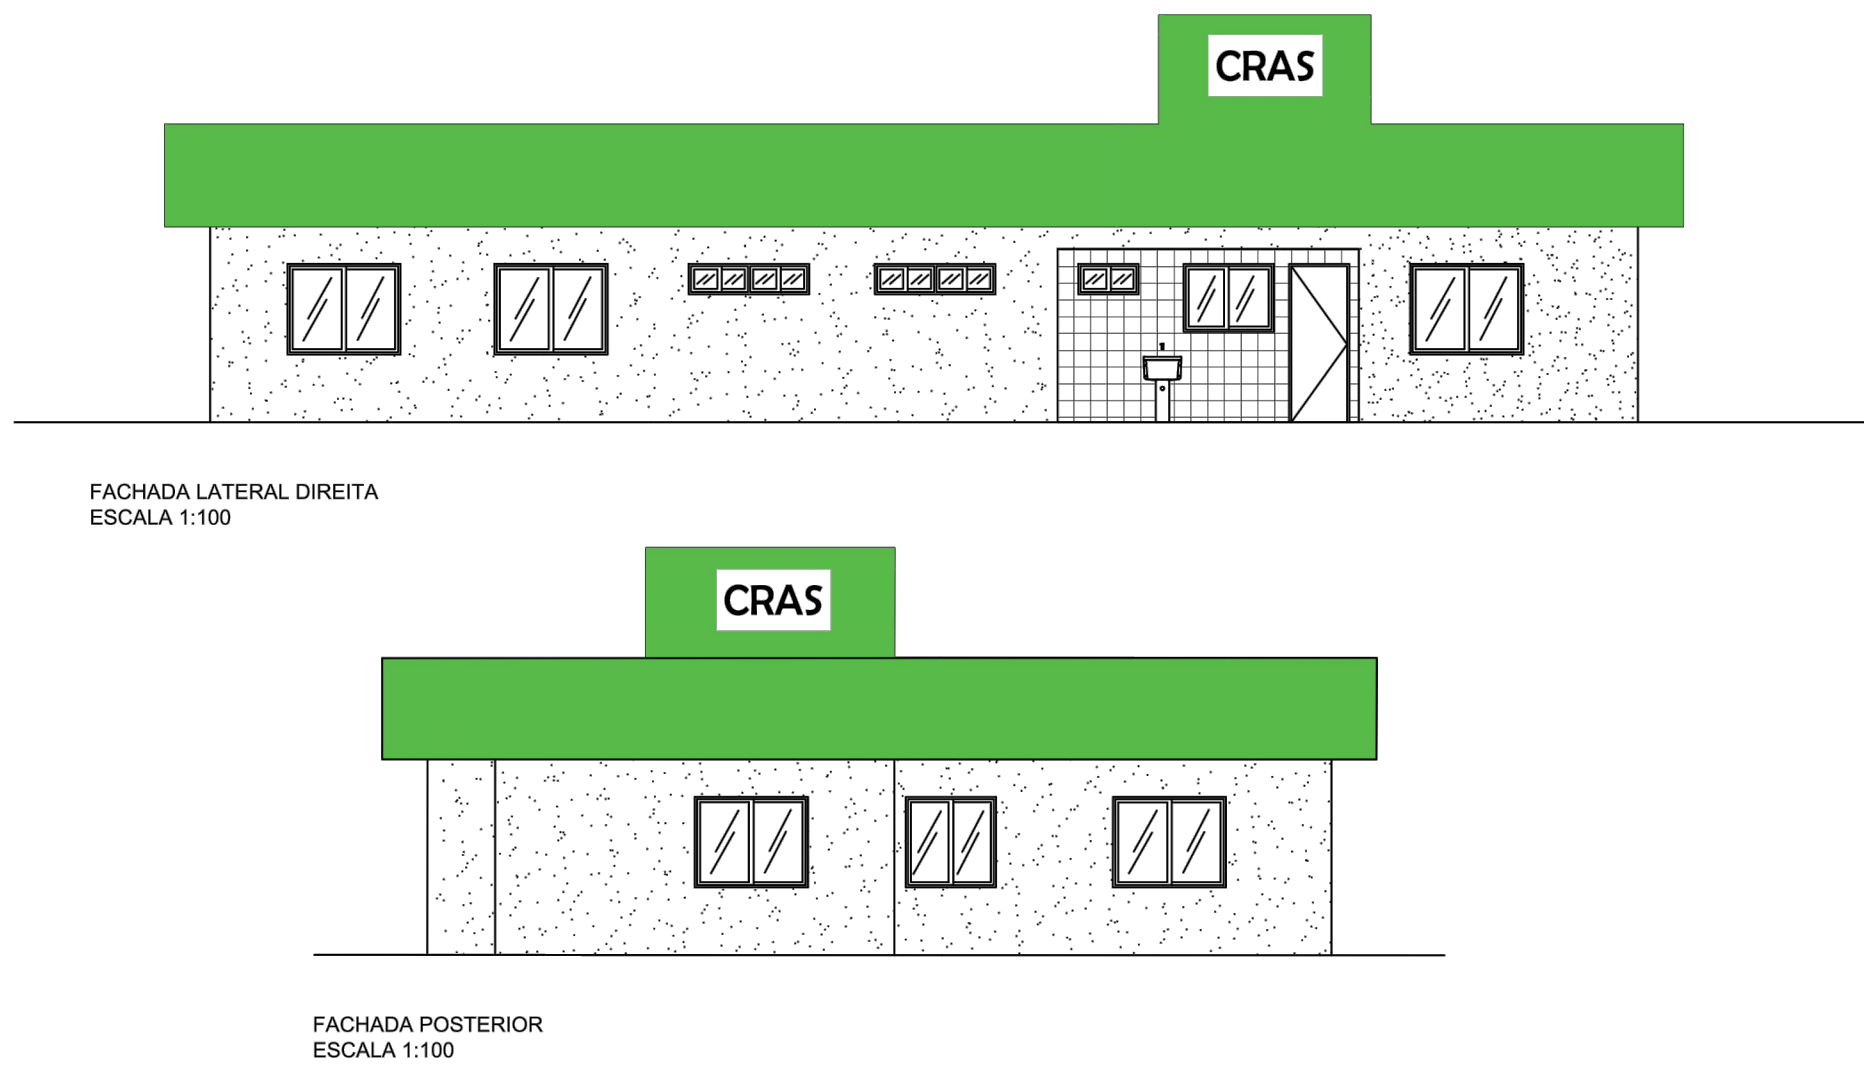 CRAS
FACHADA LATERAL DIREITA
ESCALA 1:100
CRAS
FACHADA POSTERIOR
ESCALA 1:100